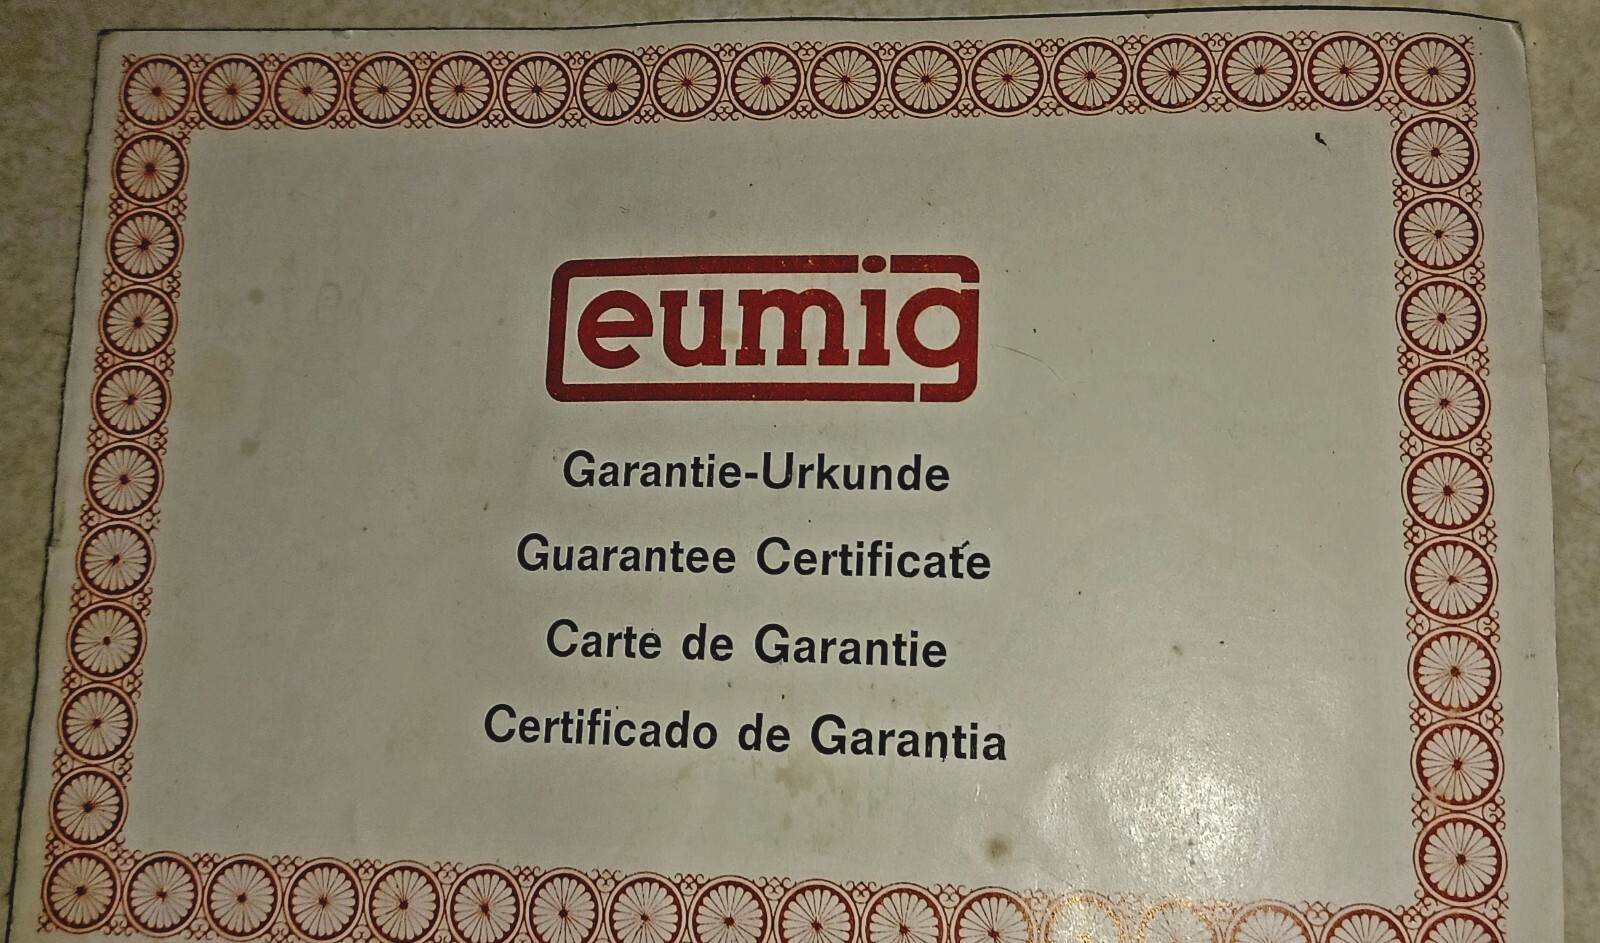 eumig
Garantie-Urkunde
Guarantee Certificate
Carte de Garantie
Certificado de Garantia